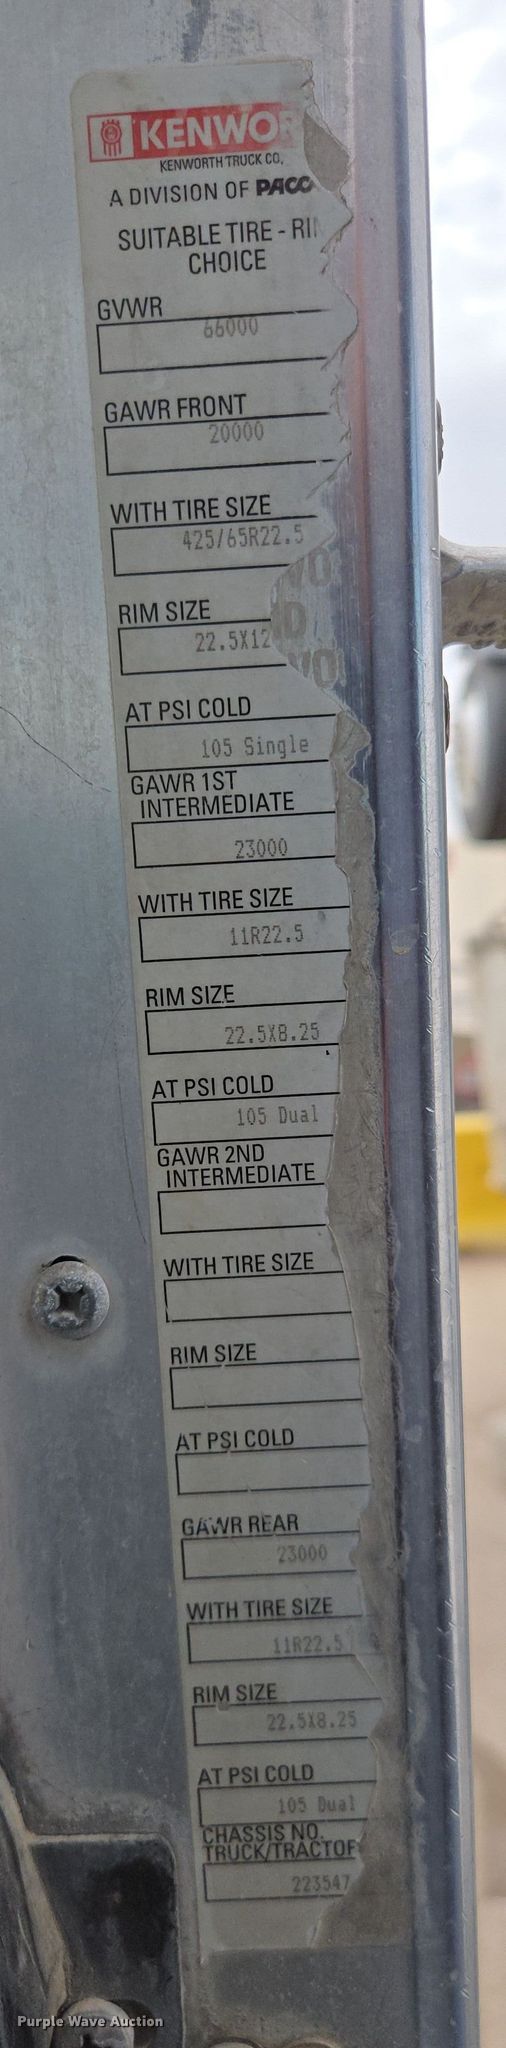 KENWO
KENWORTH TRUCK CO.
A DIVISION OF PACC
SUITABLE TIRE - RI
CHOICE
GVWR
66000
GAWR FRONT
20000
WITH TIRE SIZE
425/65R22.5
RIM SIZE
22.5X12
AT PSI COLD
105 Single
GAWR 1ST
INTERMEDIATE
23000
WITH TIRE SIZE
11R22.5
RIM SIZE
22.5X8.25
AT PSI COLD
105 Dual
GAWR 2ND
INTERMEDIATE
WITH TIRE SIZE
RIM SIZE
AT PSI COLD
GAWR REAR
23000
WITH TIRE SIZE
11R22.5
RIM SIZE
22.5X8.25
AT PSI COLD
105 Dual
CHASSIS NO.
TRUCK/TRACTOR
223547
Purple Wave Auction